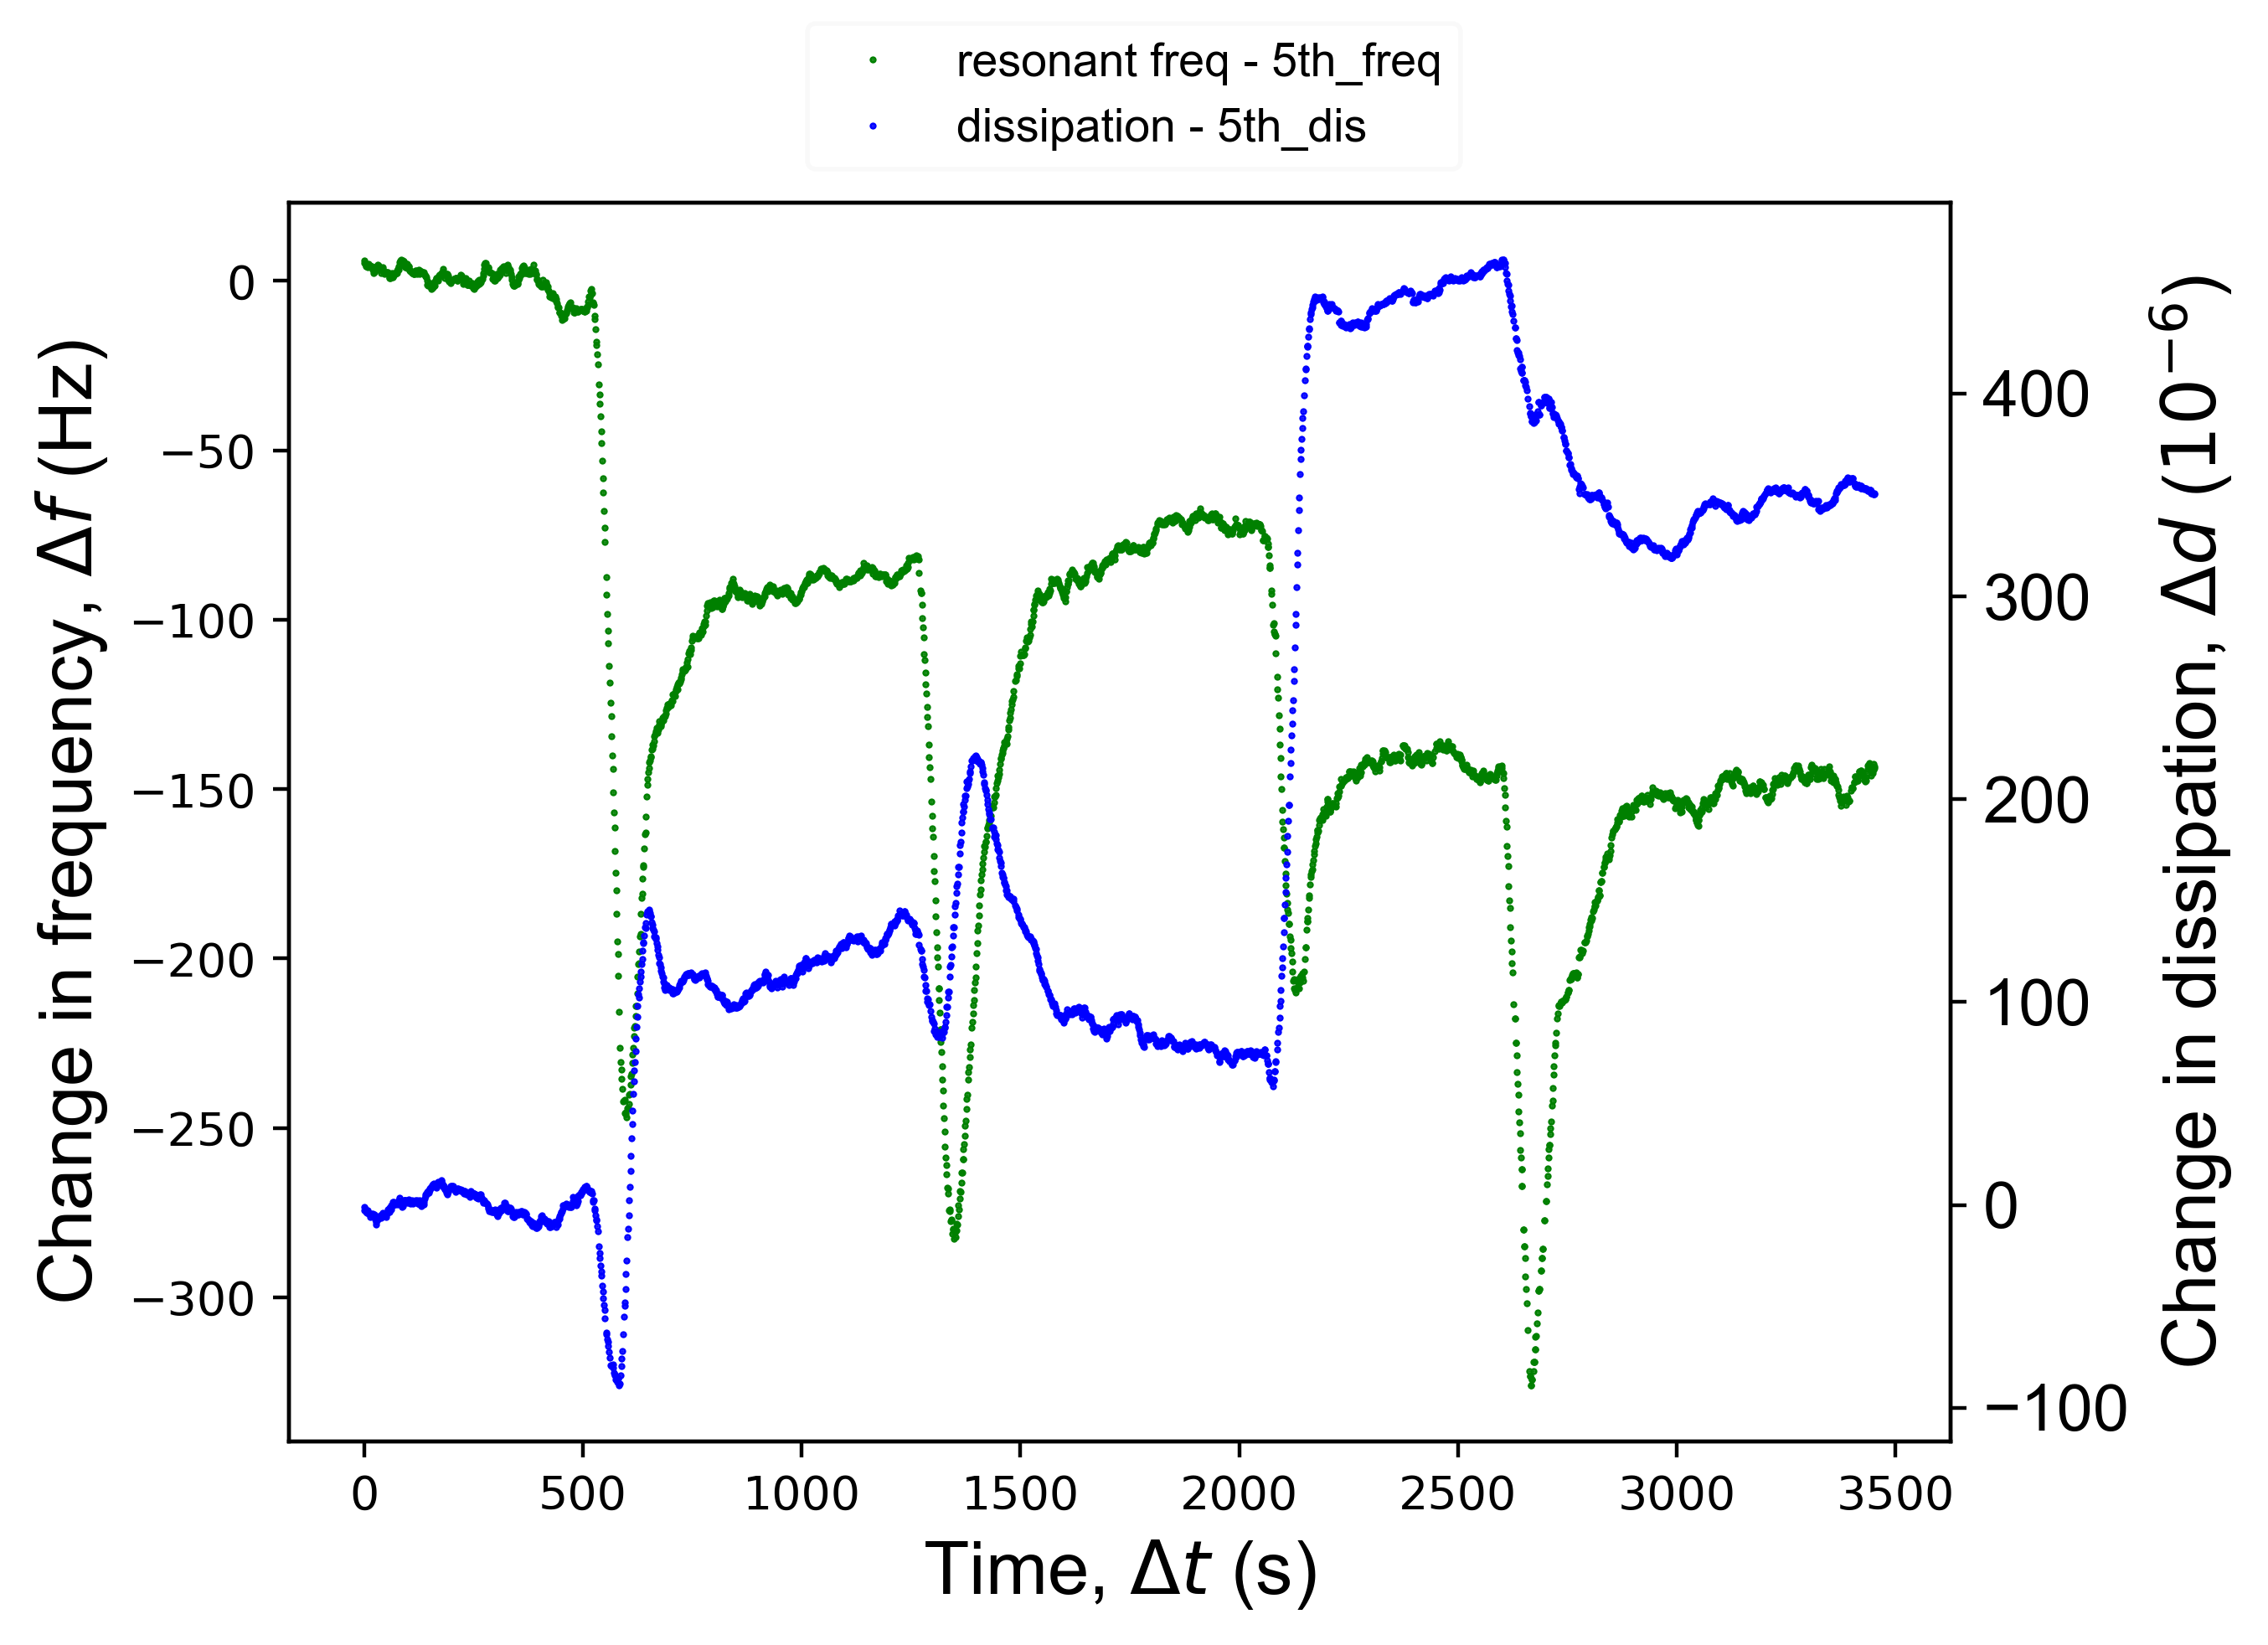 resonant freq - 5th_freq
dissipation - 5th_dis
Change in frequency, Δf (Hz)
0
−50
−100
−150
−200
−250
−300
Change in dissipation, Δd (10⁻⁶)
400
300
200
100
0
−100
0 500 1000 1500 2000 2500 3000 3500
Time, Δt (s)